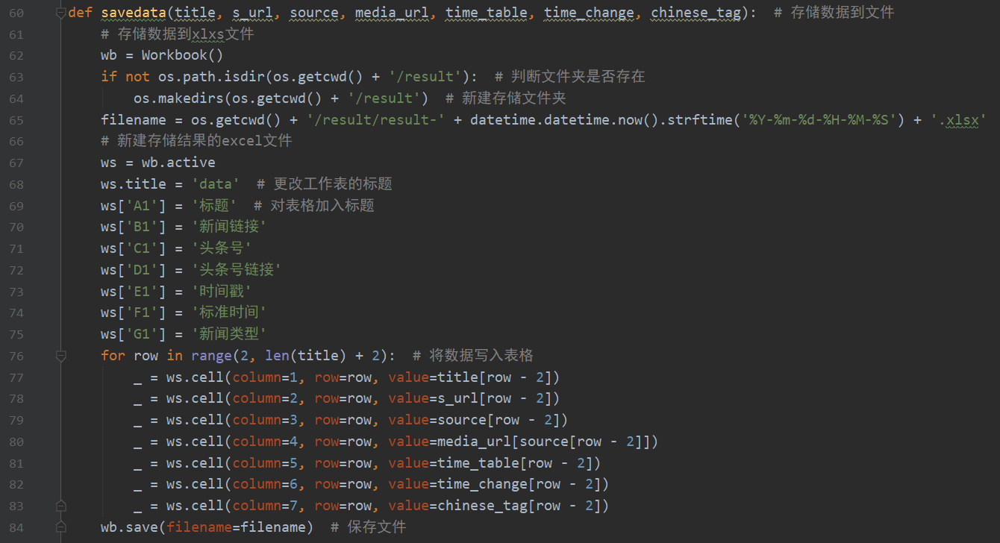 60 def savedata(title, s_url, source, media_url, time_table, time_change, chinese_tag):  # 存储数据到文件
61     # 存储数据到xlxs文件
62     wb = Workbook()
63     if not os.path.isdir(os.getcwd() + '/result'):  # 判断文件夹是否存在
64         os.makedirs(os.getcwd() + '/result')  # 新建存储文件夹
65     filename = os.getcwd() + '/result/result-' + datetime.datetime.now().strftime('%Y-%m-%d-%H-%M-%S') + '.xlsx'
66     # 新建存储结果的excel文件
67     ws = wb.active
68     ws.title = 'data'  # 更改工作表的标题
69     ws['A1'] = '标题'  # 对表格加入标题
70     ws['B1'] = '新闻链接'
71     ws['C1'] = '头条号'
72     ws['D1'] = '头条号链接'
73     ws['E1'] = '时间戳'
74     ws['F1'] = '标准时间'
75     ws['G1'] = '新闻类型'
76     for row in range(2, len(title) + 2):  # 将数据写入表格
77         _ = ws.cell(column=1, row=row, value=title[row - 2])
78         _ = ws.cell(column=2, row=row, value=s_url[row - 2])
79         _ = ws.cell(column=3, row=row, value=source[row - 2])
80         _ = ws.cell(column=4, row=row, value=media_url[source[row - 2]])
81         _ = ws.cell(column=5, row=row, value=time_table[row - 2])
82         _ = ws.cell(column=6, row=row, value=time_change[row - 2])
83         _ = ws.cell(column=7, row=row, value=chinese_tag[row - 2])
84     wb.save(filename=filename)  # 保存文件